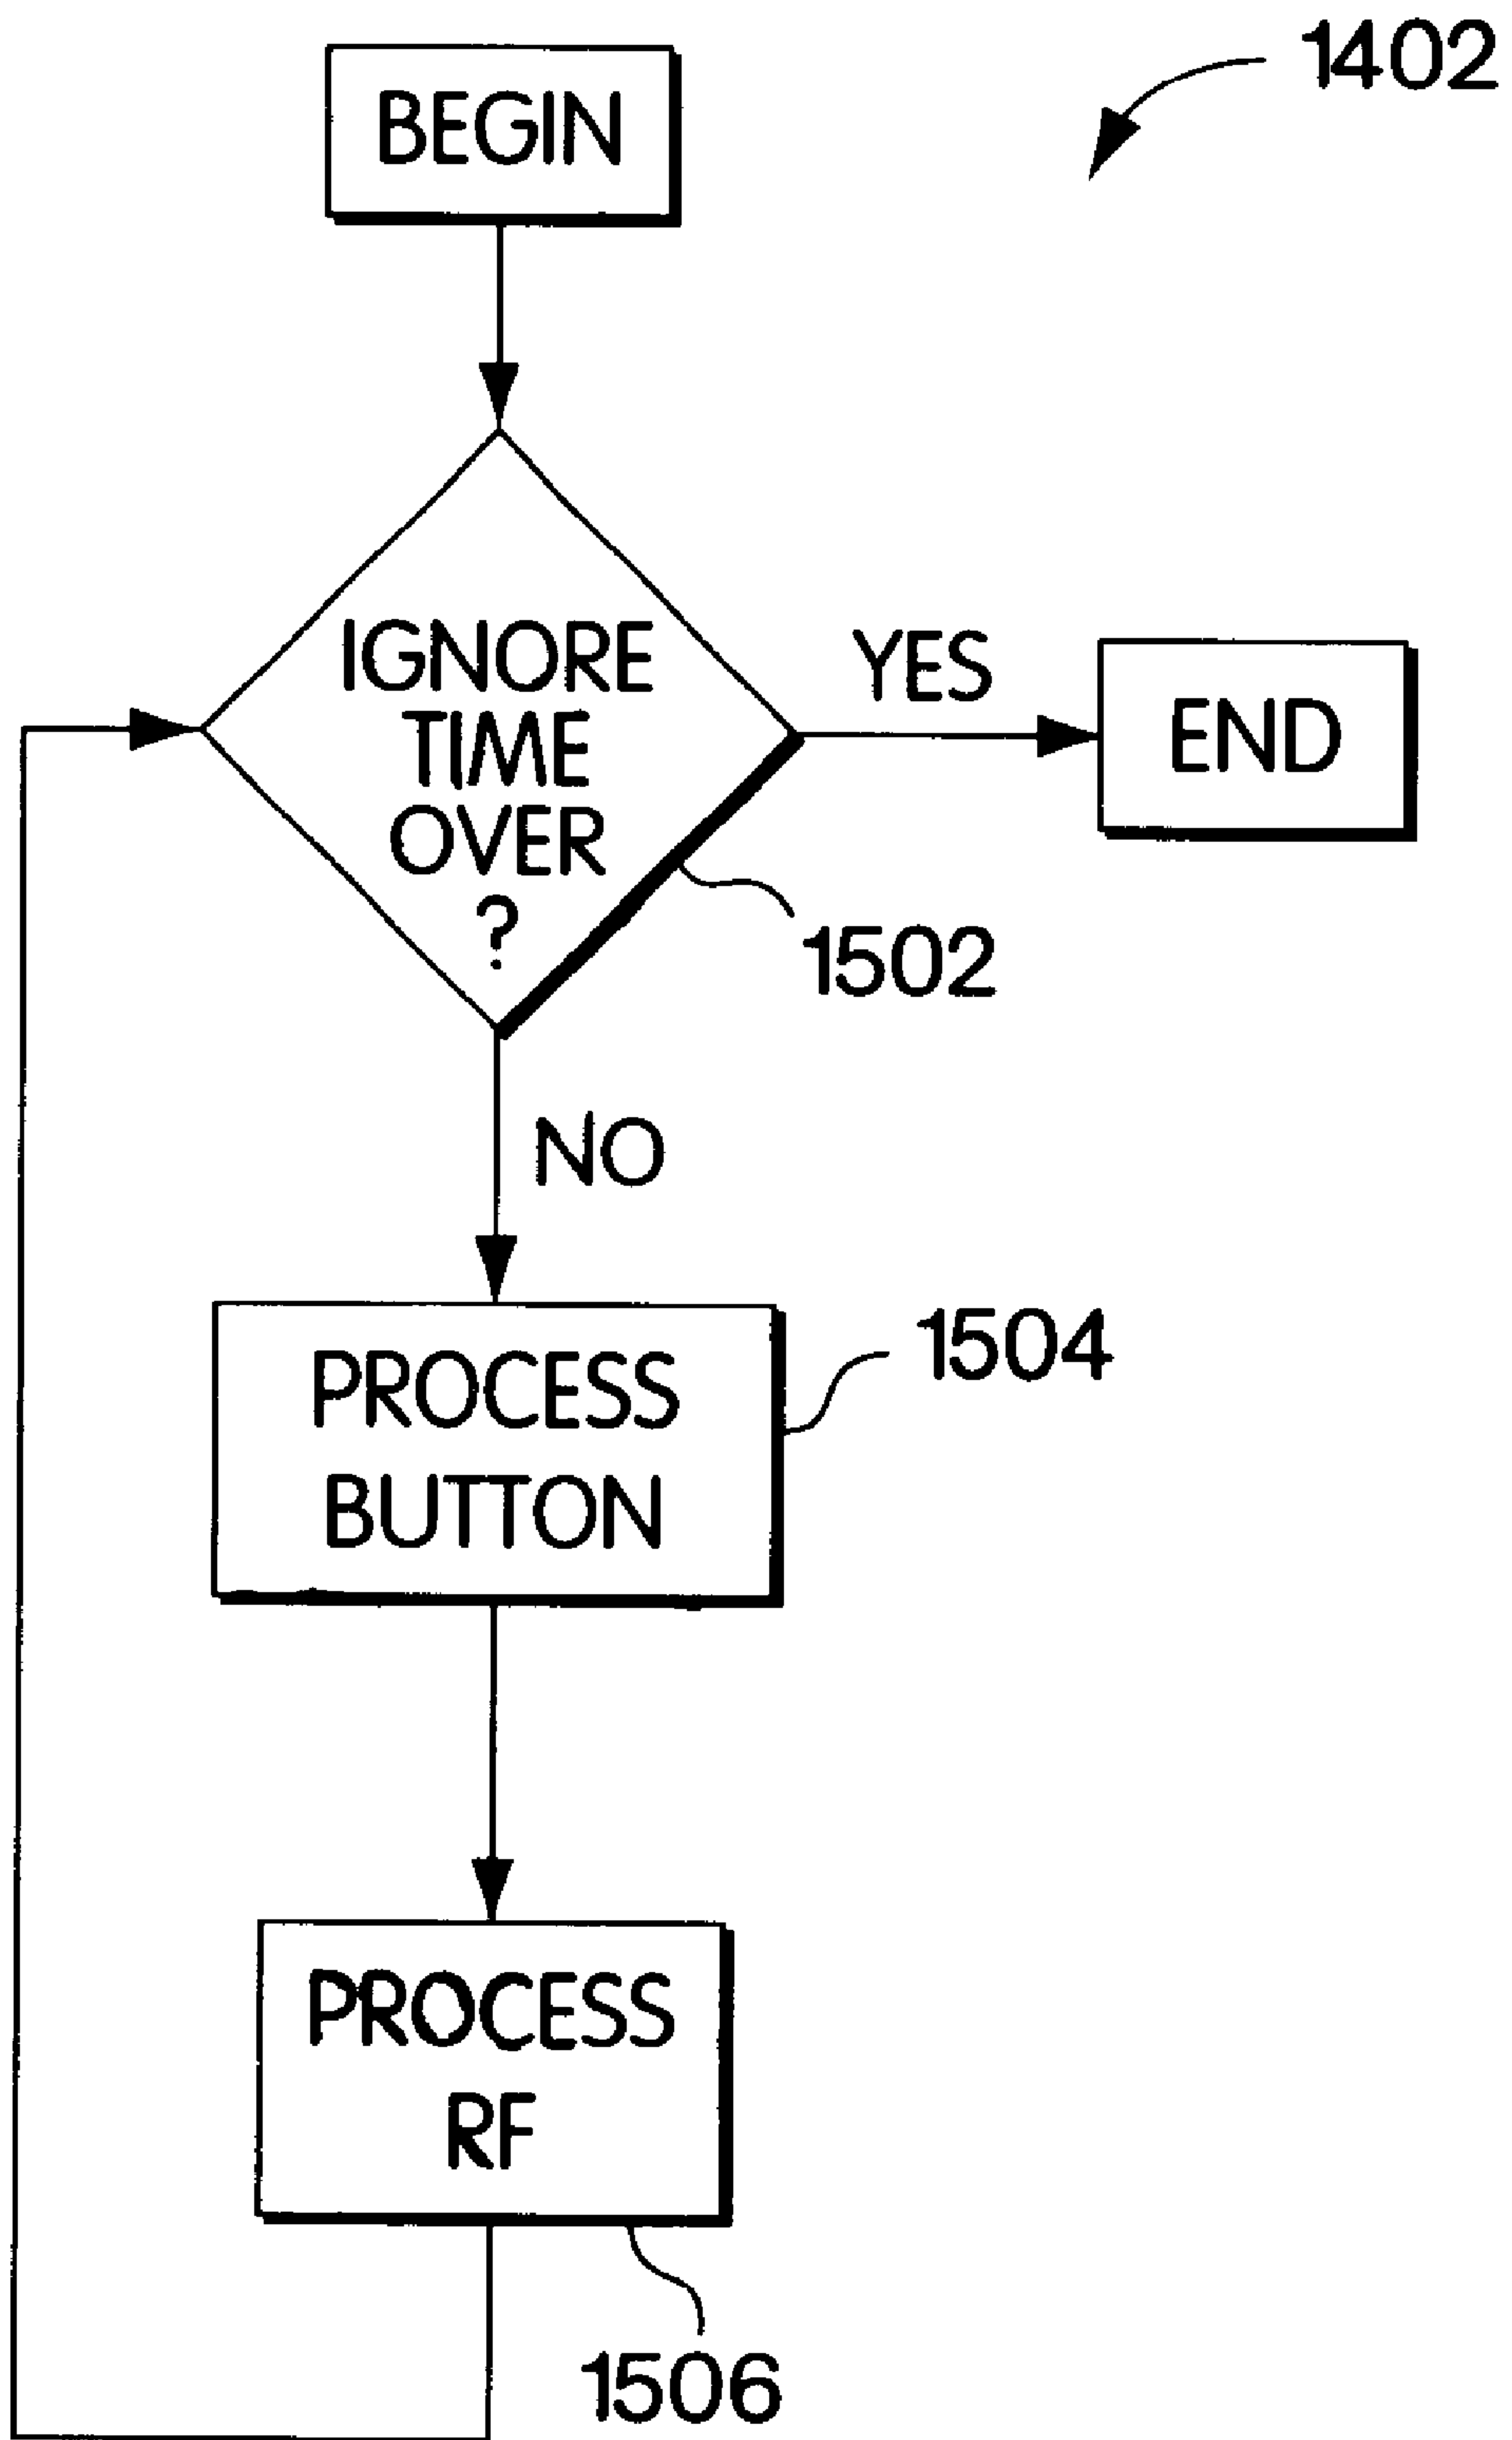 1402
BEGIN
IGNORE
TIME
OVER
?
YES
END
1502
NO
PROCESS
BUTTON
1504
PROCESS
RF
1506